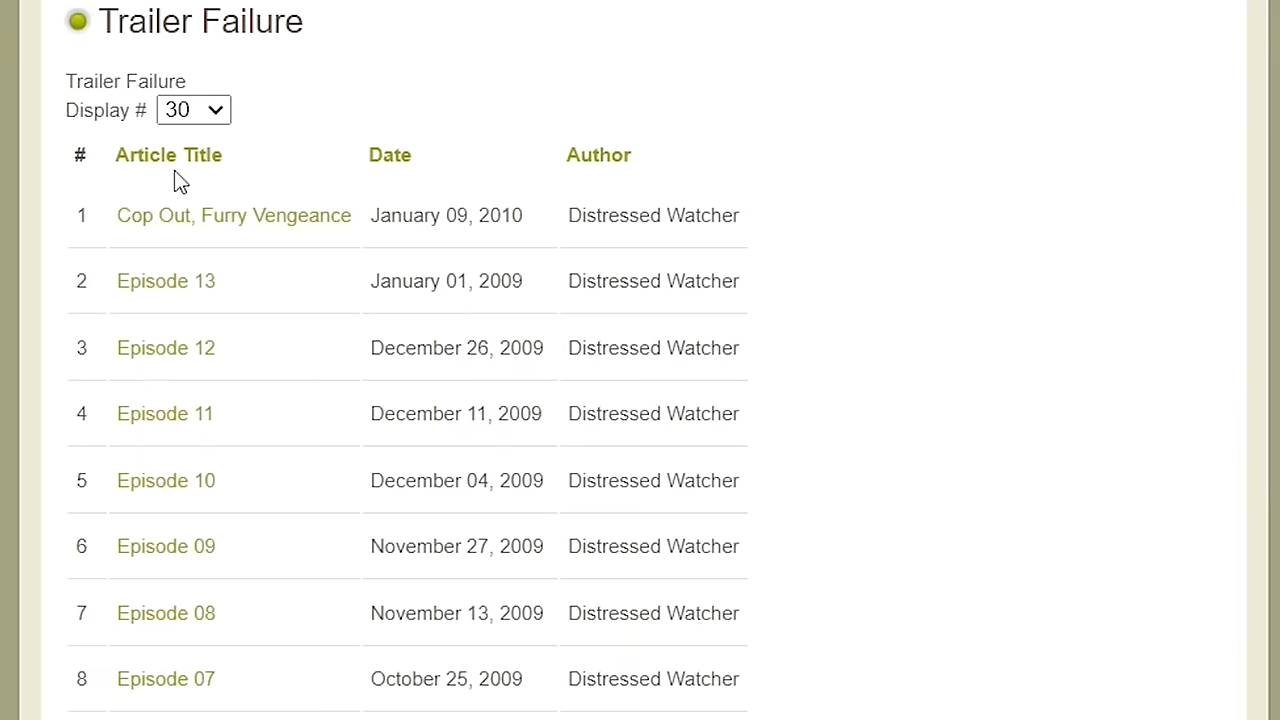 Trailer Failure
Trailer Failure
Display # 30
# Article Title Date Author
1 Cop Out, Furry Vengeance January 09, 2010 Distressed Watcher
2 Episode 13 January 01, 2009 Distressed Watcher
3 Episode 12 December 26, 2009 Distressed Watcher
4 Episode 11 December 11, 2009 Distressed Watcher
5 Episode 10 December 04, 2009 Distressed Watcher
6 Episode 09 November 27, 2009 Distressed Watcher
7 Episode 08 November 13, 2009 Distressed Watcher
8 Episode 07 October 25, 2009 Distressed Watcher